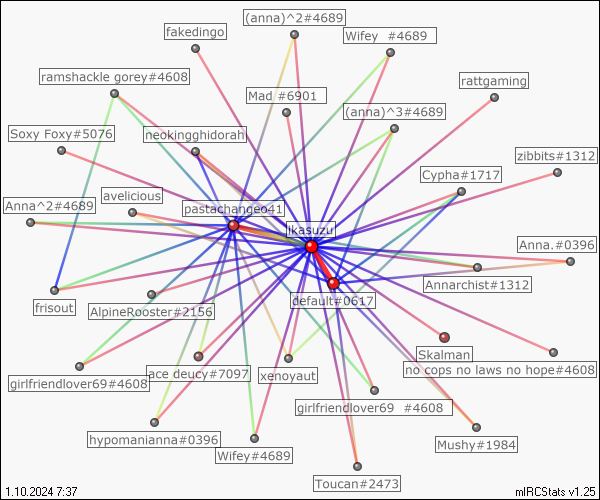 (anna)^2#4689
fakedingo
Wifey  #4689
ramshackle gorey#4608
rattgaming
Mad #6901
(anna)^3#4689
Soxy Foxy#5076
neokingghidorah
zibbits#1312
Cypha#1717
avelicious
Anna^2#4689
pastachange041
likasuzu
Anna.#0396
Annarchist#1312
frisout
default#0617
AlpineRooster#2156
Skalman
no cops no laws no hope#4608
ace deucy#7097
xenoyaut
girlfriendlover69#4608
girlfriendlover69  #4608
hypomanianna#0396
Mushy#1984
Wifey#4689
Toucan#2473
1.10.2024 7:37
mIRCStats v1.25